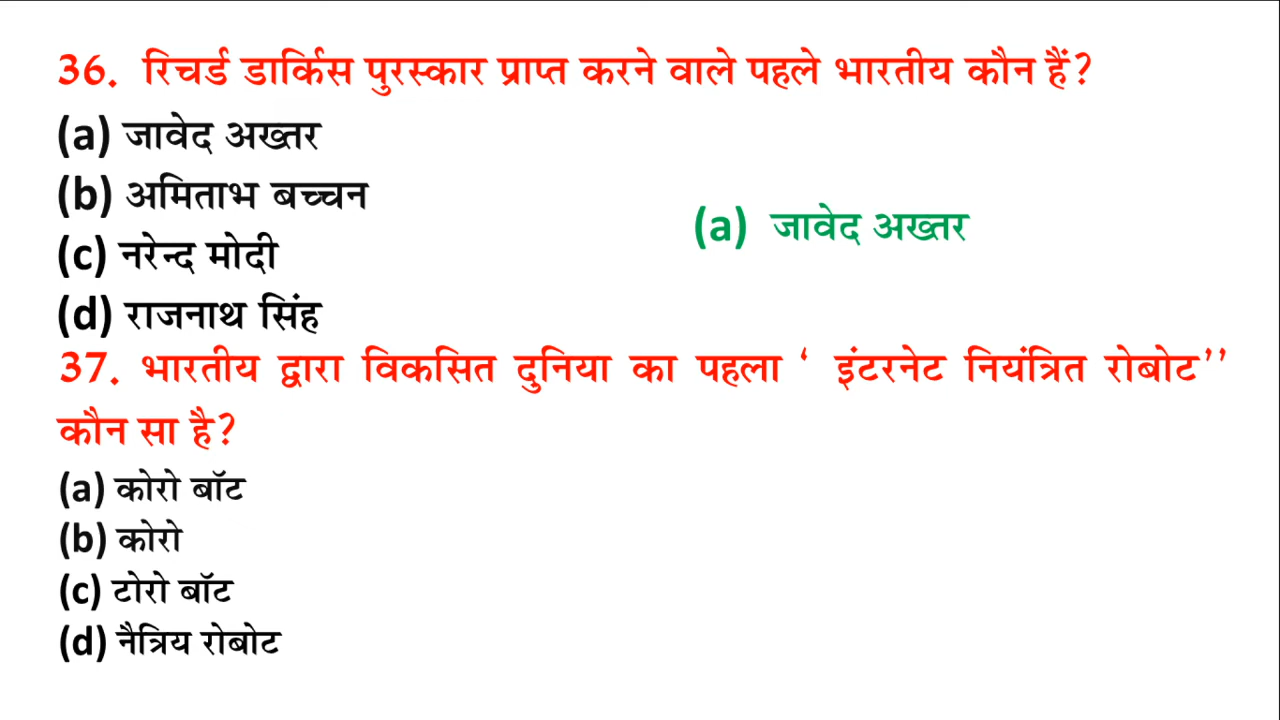 36. रिचर्ड डार्किस पुरस्कार प्राप्त करने वाले पहले भारतीय कौन हैं?
(a) जावेद अख्तर
(b) अमिताभ बच्चन
(c) नरेन्द मोदी
(d) राजनाथ सिंह
(a) जावेद अख्तर
37. भारतीय द्वारा विकसित दुनिया का पहला ‘ इंटरनेट नियंत्रित रोबोट’’
कौन सा है?
(a) कोरो बॉट
(b) कोरो
(c) टोरो बॉट
(d) नैत्रिय रोबोट